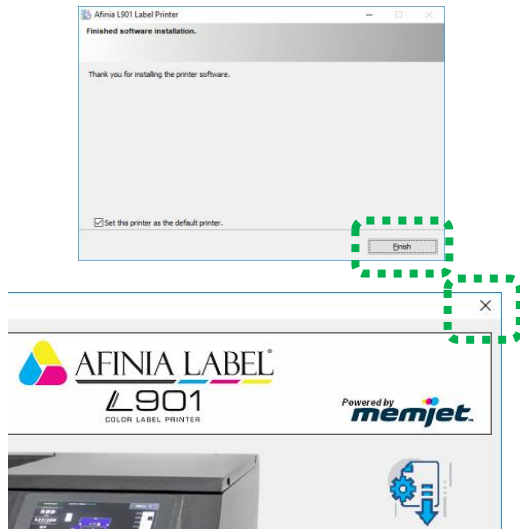 Afinia L901 Label Printer
Finished software installation.
Thank you for installing the printer software.
Set this printer as the default printer.
Finish
AFINIA LABEL®
L901
COLOR LABEL PRINTER
Powered by
memjet.